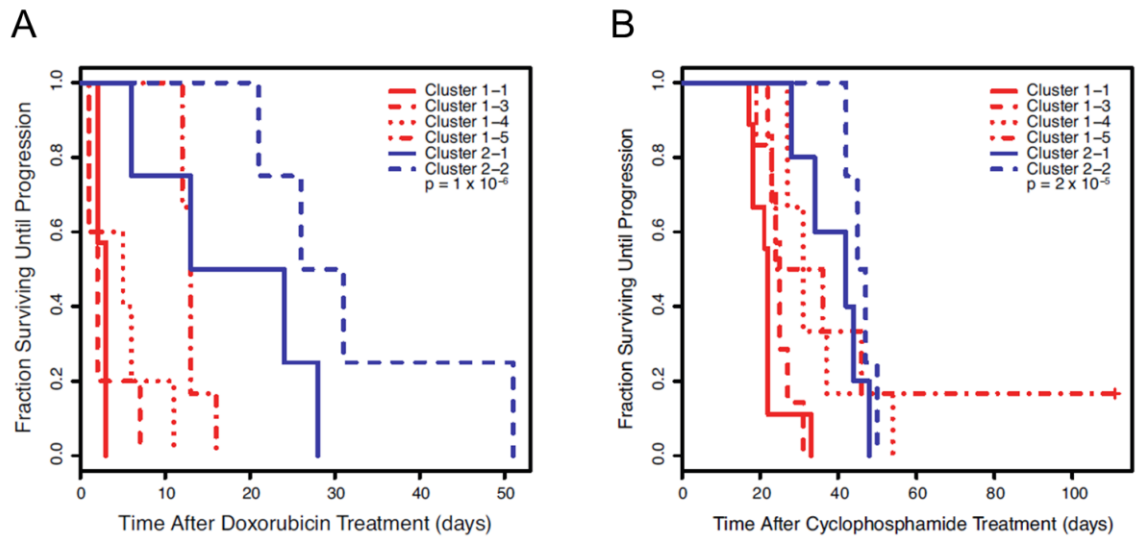 A
B
1.0
0.8
0.6
0.4
0.2
0.0
Fraction Surviving Until Progression
Cluster 1–1
Cluster 1–3
Cluster 1–4
Cluster 1–5
Cluster 2–1
Cluster 2–2
p = 1 x 10⁻⁶
0 10 20 30 40 50
Time After Doxorubicin Treatment (days)
1.0
0.8
0.6
0.4
0.2
0.0
Fraction Surviving Until Progression
Cluster 1–1
Cluster 1–3
Cluster 1–4
Cluster 1–5
Cluster 2–1
Cluster 2–2
p = 2 x 10⁻⁵
0 20 40 60 80 100
Time After Cyclophosphamide Treatment (days)